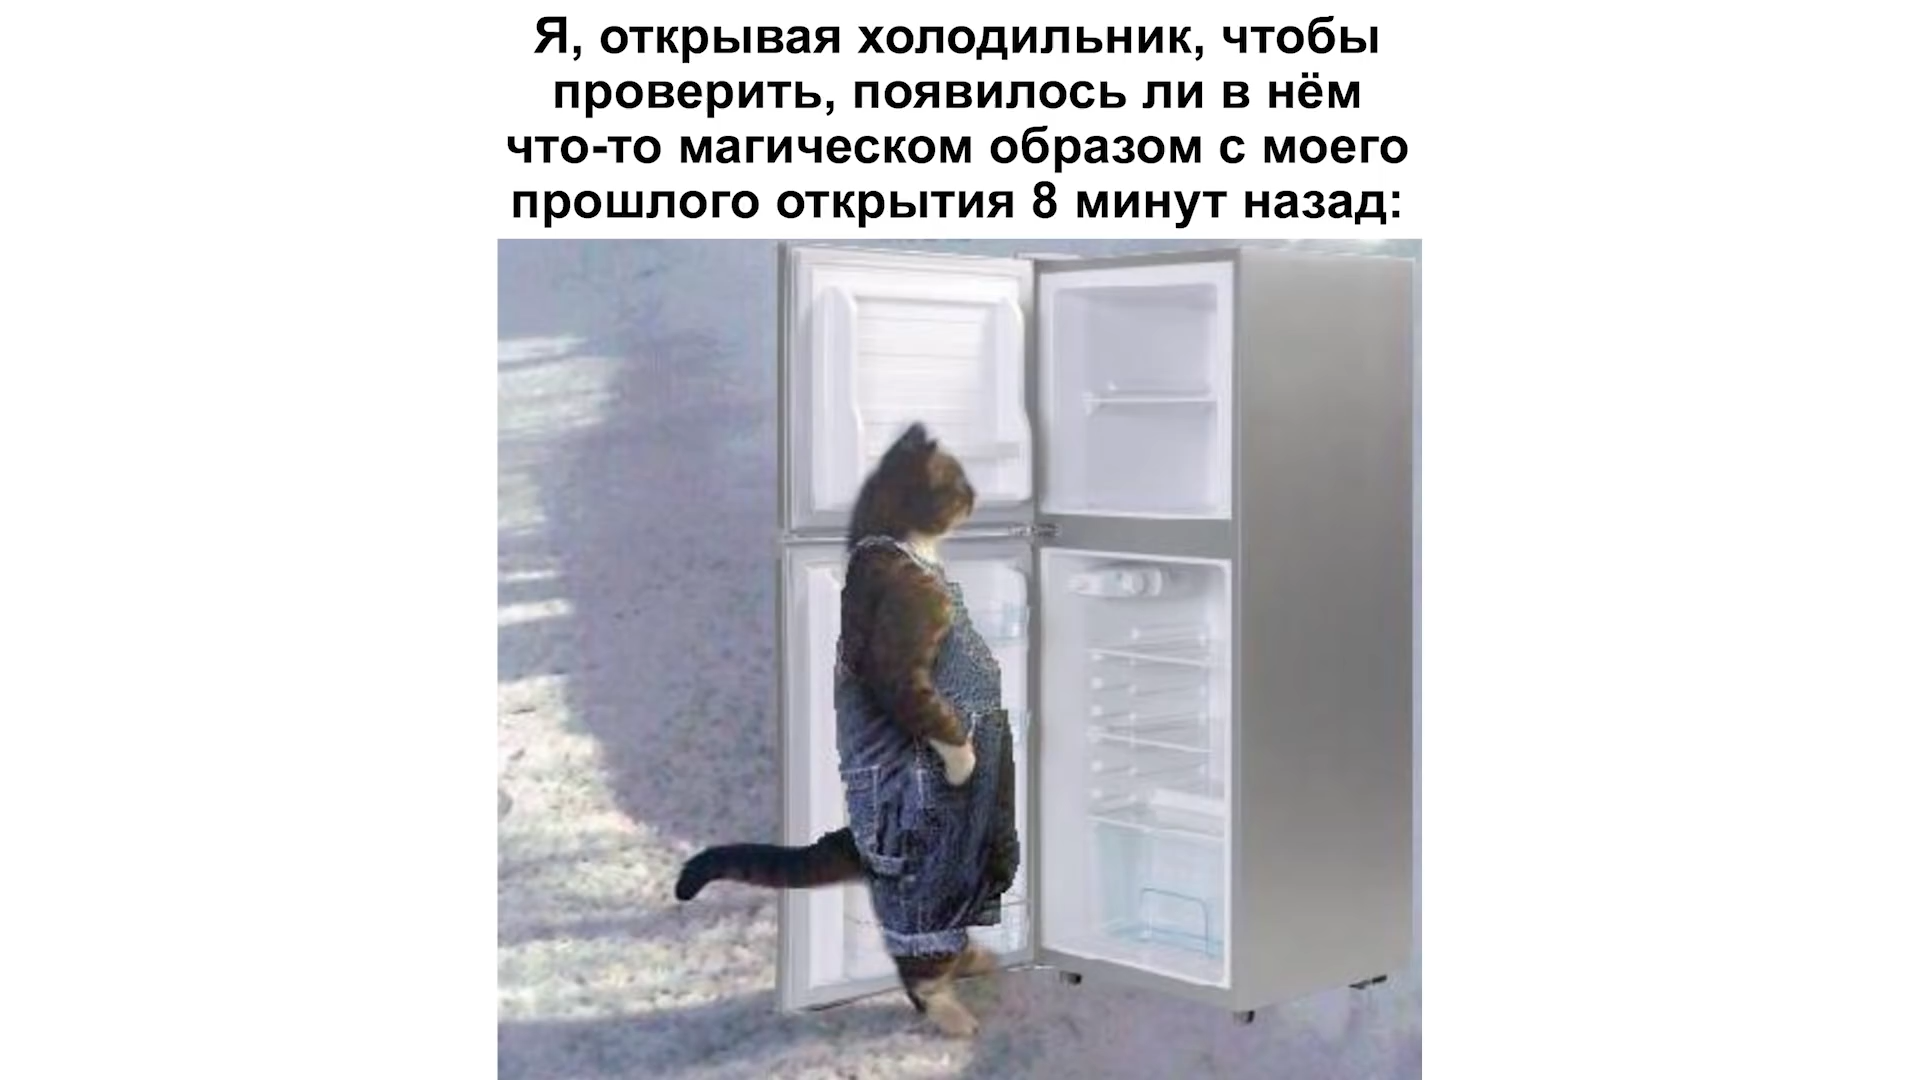 Я, открывая холодильник, чтобы
проверить, появилось ли в нём
что-то магическом образом с моего
прошлого открытия 8 минут назад: